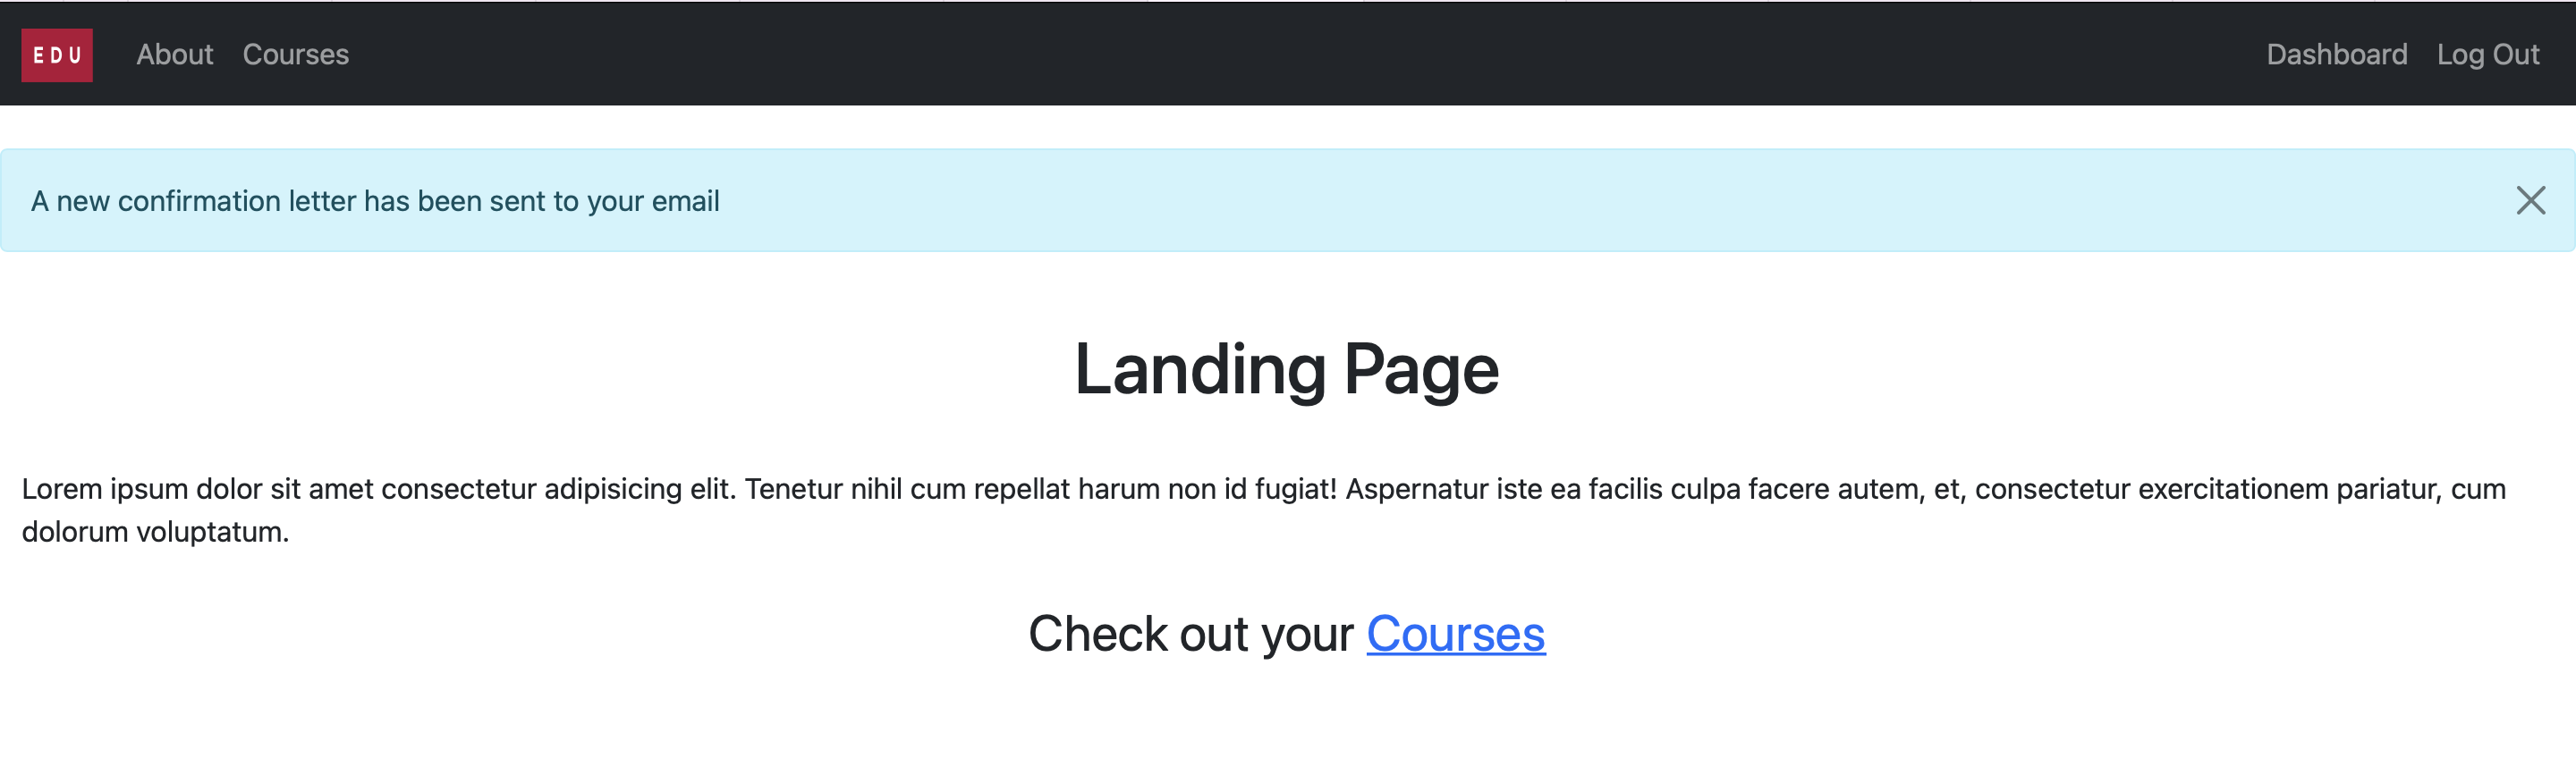 EDU About Courses Dashboard Log Out
A new confirmation letter has been sent to your email
Landing Page
Lorem ipsum dolor sit amet consectetur adipisicing elit. Tenetur nihil cum repellat harum non id fugiat! Aspernatur iste ea facilis culpa facere autem, et, consectetur exercitationem pariatur, cum
dolorum voluptatum.
Check out your Courses